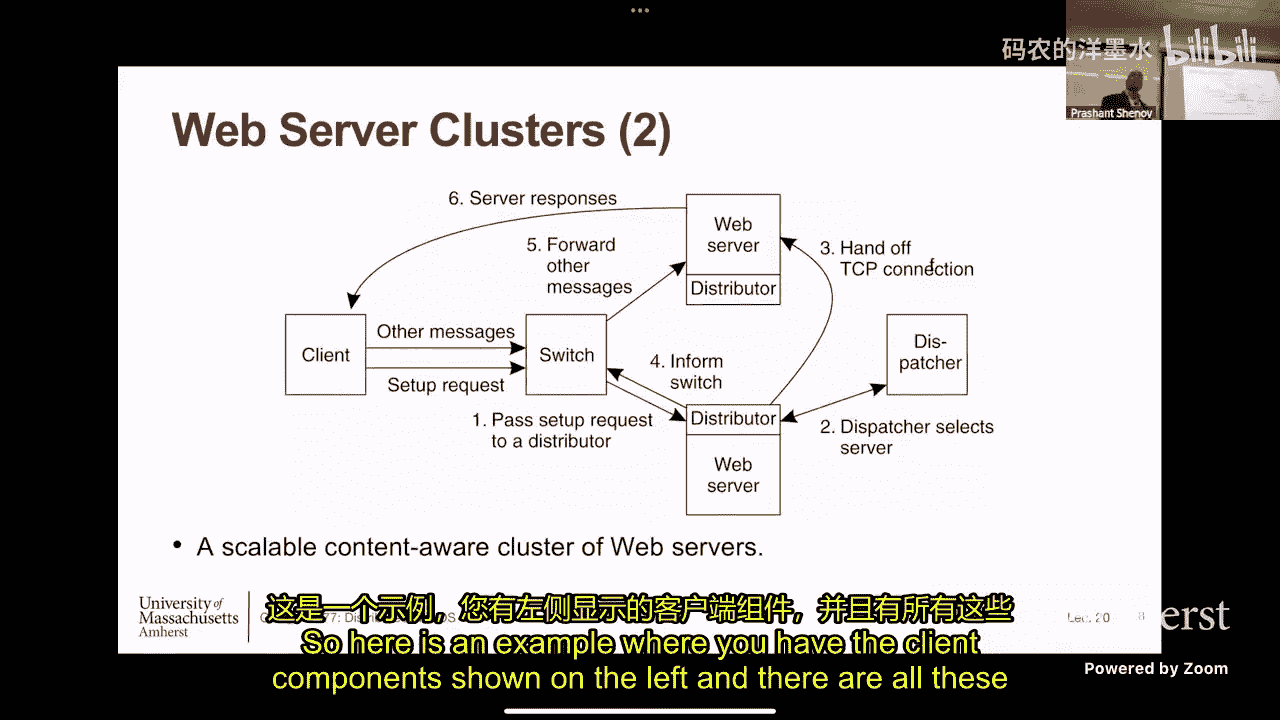 码农的洋墨水 bilibili
Prashant Shenoy
Web Server Clusters (2)
6. Server responses
Web
server
Distributor
5. Forward
other
messages
3. Hand off
TCP connection
Client
Other messages
Setup request
Switch
4. Inform
switch
Dis-
patcher
1. Pass setup request
to a distributor
Distributor
Web
server
2. Dispatcher selects
server
• A scalable content-aware cluster of Web servers.
University of
Massachusetts
Amherst
Lec. 20
8
erst
这是一个示例，您有左侧显示的客户端组件，并且有所有这些
So here is an example where you have the client
components shown on the left and there are all these
Powered by Zoom